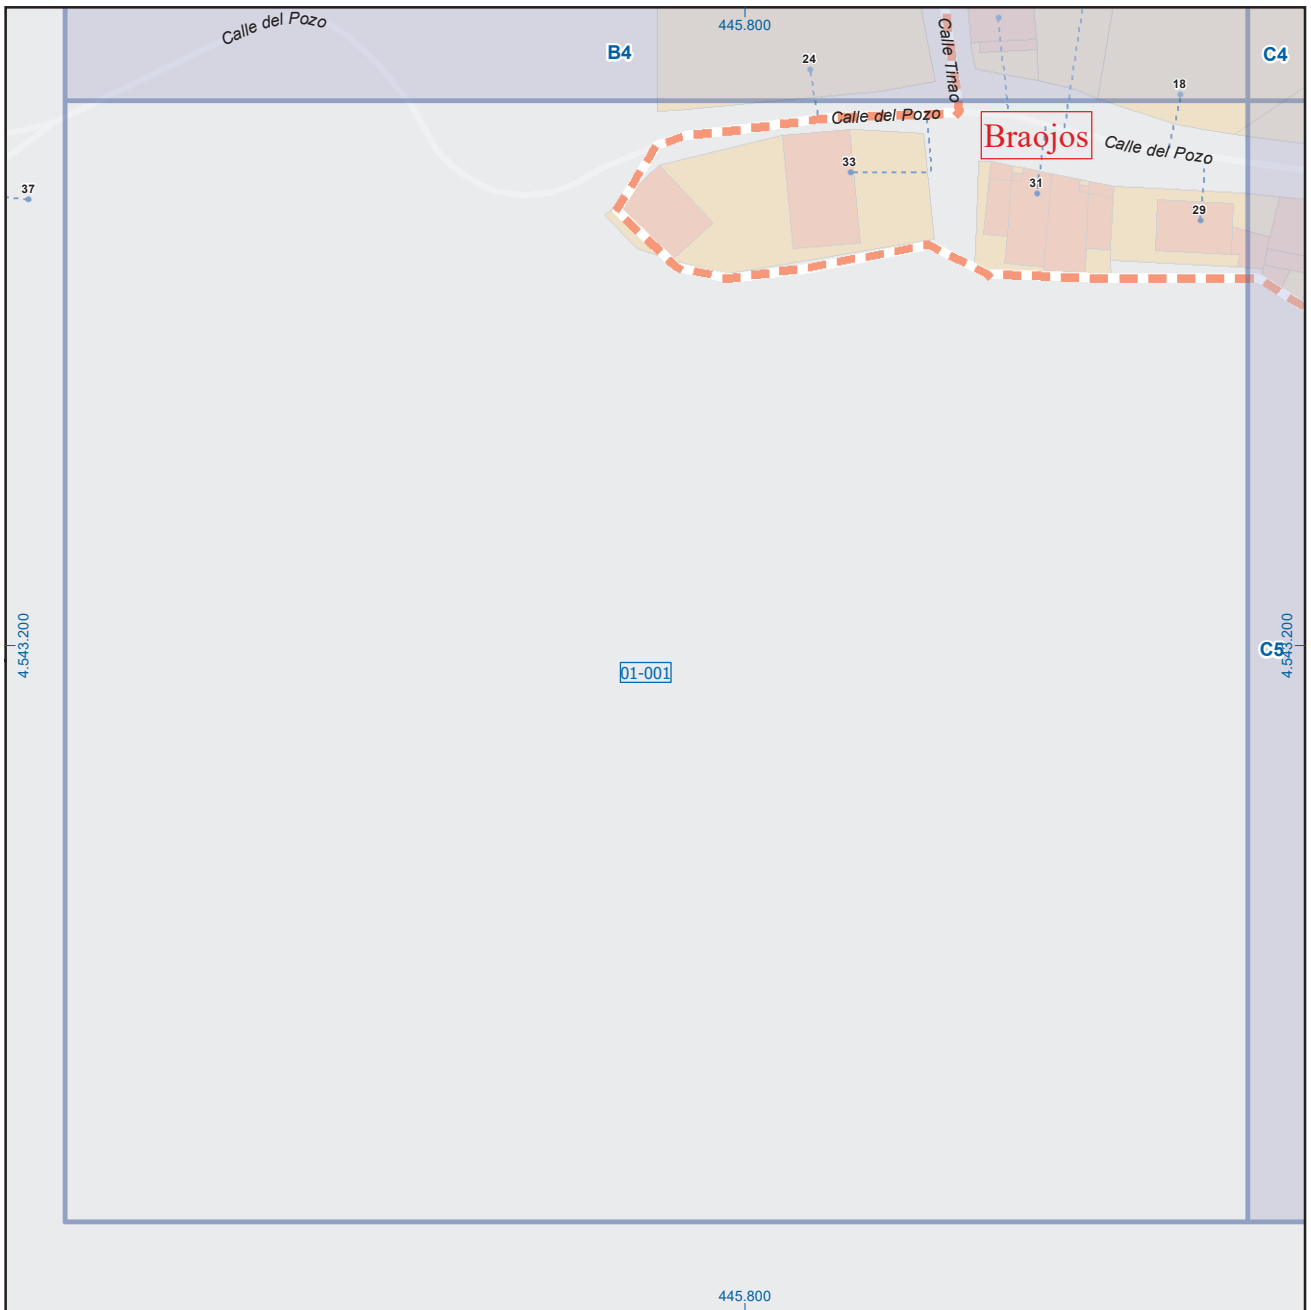 Calle del Pozo
445.800
B4
Calle Tinao
C4
24
18
Calle del Pozo
Braojos
Calle del Pozo
33
31
37
29
4.543.200
4.543.200
C5
01-001
445.800